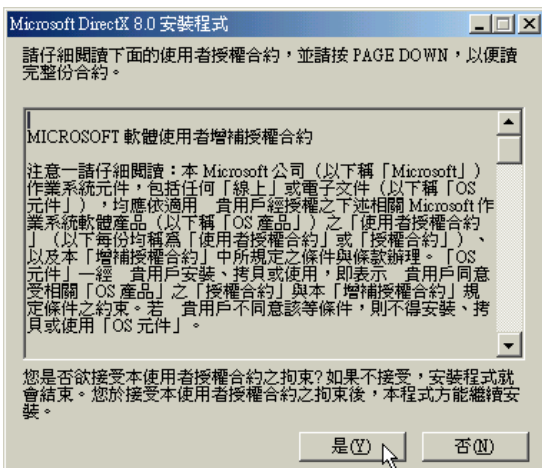 Microsoft DirectX 8.0 安裝程式
請仔細閱讀下面的使用者授權合約，並請按 PAGE DOWN，以便讀
完整份合約。
MICROSOFT 軟體使用者增補授權合約
注意—請仔細閱讀：本 Microsoft 公司（以下稱「Microsoft」）
作業系統元件，包括任何「線上」或電子文件（以下稱「OS
元件」），均應依適用　貴用戶經授權之下述相關 Microsoft 作
業系統軟體產品（以下稱「OS 產品」）之「使用者授權合約
」（以下每份均稱為「使用者授權合約」或「授權合約」）、
以及本「增補授權合約」中所規定之條件與條款辦理。「OS
元件」一經　貴用戶安裝、拷貝或使用，即表示　貴用戶同意
受相關「OS 產品」之「授權合約」與本「增補授權合約」規
定條件之約束。若　貴用戶不同意該等條件，則不得安裝、拷
貝或使用「OS 元件」。
您是否欲接受本使用者授權合約之拘束?如果不接受，安裝程式就
會結束。您於接受本使用者授權合約之拘束後，本程式方能繼續安
裝。
是(Y)
否(N)